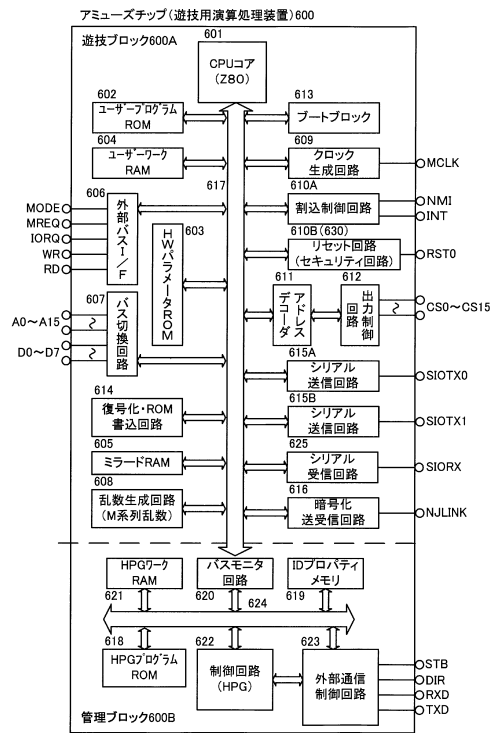 アミューズチップ(遊技用演算処理装置)600
遊技ブロック600A
601
CPUコア
(Z80)
602
ユーザープログラム
ROM
613
ブートブロック
604
ユーザーワーク
RAM
609
クロック
生成回路
MCLK
617
606
外部バスI/F
MODE
MREQ
IORQ
WR
RD
603
HWパラメータROM
610A
割込制御回路
NMI
INT
610B(630)
リセット回路
(セキュリティ回路)
RST0
607
バス切換回路
A0～A15
D0～D7
611
アドレスデコーダ
612
出力制御回路
CS0～CS15
615A
シリアル
送信回路
SIOTX0
614
復号化・ROM
書込回路
615B
シリアル
送信回路
SIOTX1
605
ミラードRAM
625
シリアル
受信回路
SIORX
608
乱数生成回路
(M系列乱数)
616
暗号化
送受信回路
NJLINK
HPGワーク
RAM
621
バスモニタ
回路
620
IDプロパティ
メモリ
619
624
618
HPGプログラム
ROM
622
制御回路
(HPG)
623
外部通信
制御回路
STB
DIR
RXD
TXD
管理ブロック600B